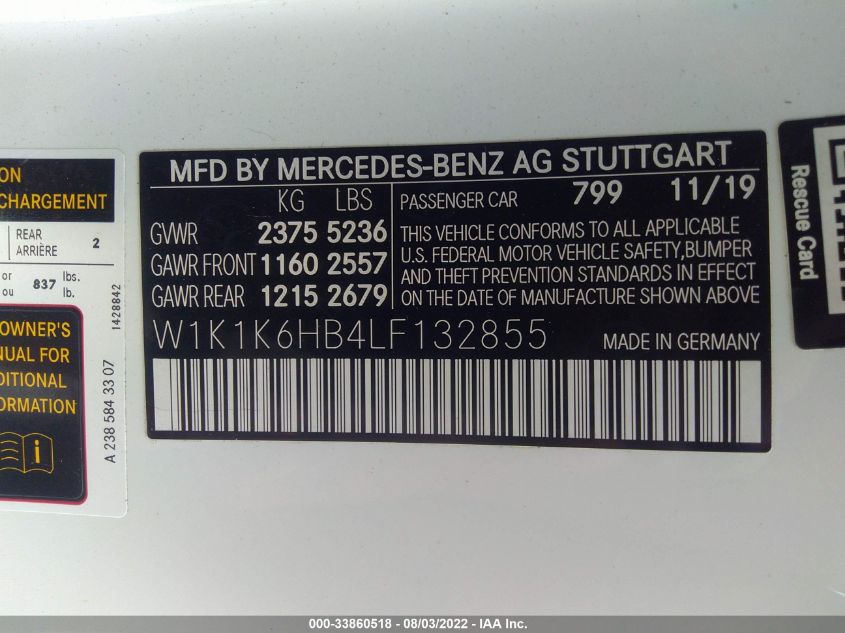 ON
CHARGEMENT
REAR
ARRIÈRE 2
or
ou 837 lbs.
lb.
1428842
OWNER'S
NUAL FOR
DITIONAL
FORMATION
i
A 238 584 33 07
MFD BY MERCEDES-BENZ AG STUTTGART
KG LBS
GVWR 2375 5236
GAWR FRONT 1160 2557
GAWR REAR 1215 2679
PASSENGER CAR 799 11/19
THIS VEHICLE CONFORMS TO ALL APPLICABLE
U.S. FEDERAL MOTOR VEHICLE SAFETY,BUMPER
AND THEFT PREVENTION STANDARDS IN EFFECT
ON THE DATE OF MANUFACTURE SHOWN ABOVE
W1K1K6HB4LF132855 MADE IN GERMANY
Rescue Card
000-33860518 - 08/03/2022 - IAA Inc.